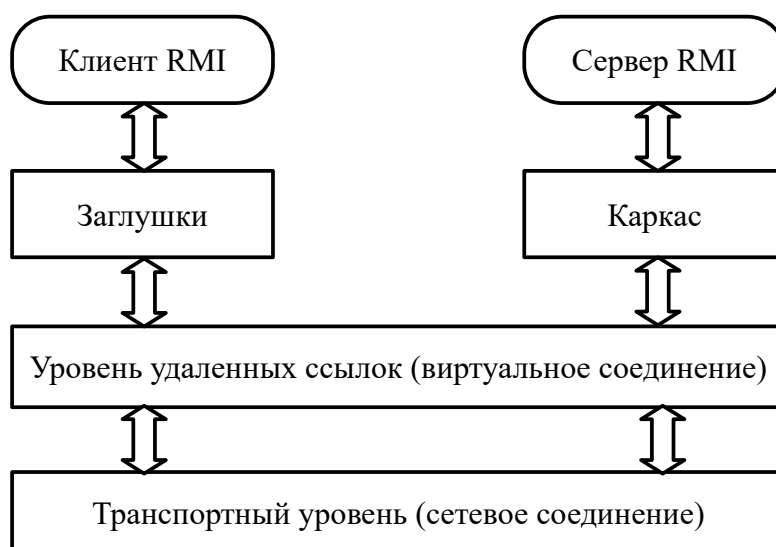 Клиент RMI
Сервер RMI
Заглушки
Каркас
Уровень удаленных ссылок (виртуальное соединение)
Транспортный уровень (сетевое соединение)